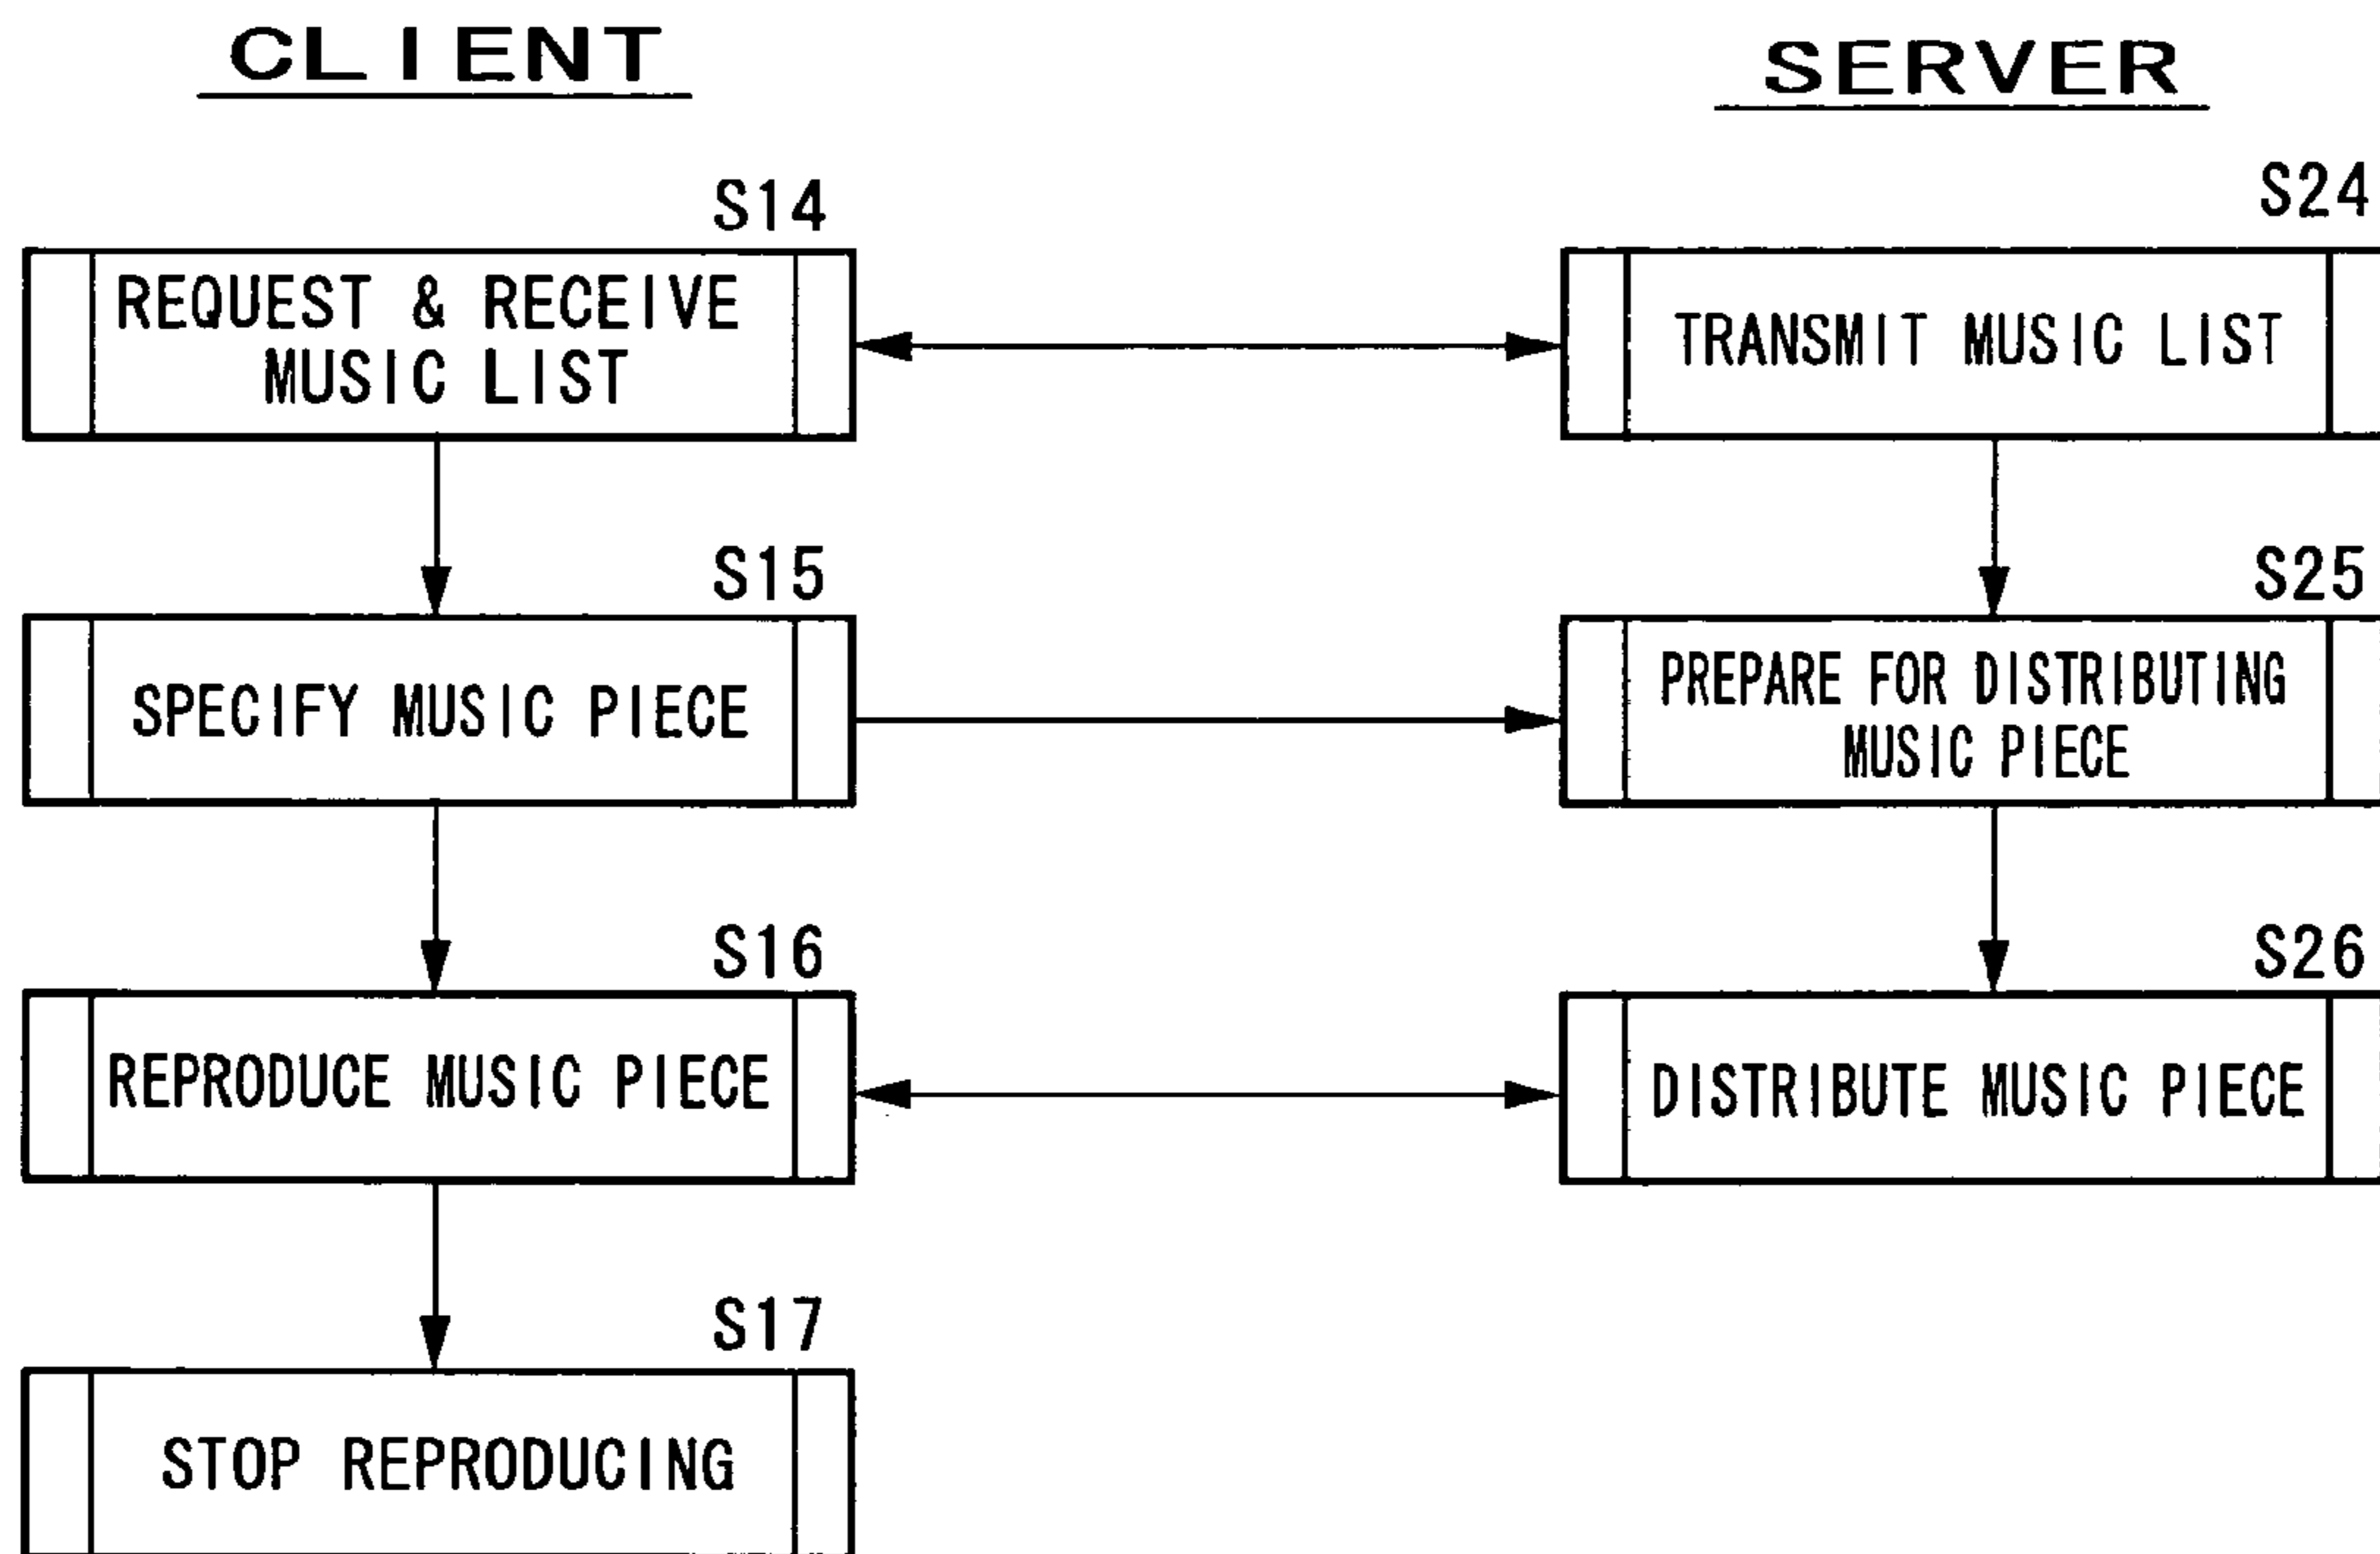 CLIENT
SERVER
S14
S24
REQUEST & RECEIVE
MUSIC LIST
TRANSMIT MUSIC LIST
S15
S25
SPECIFY MUSIC PIECE
PREPARE FOR DISTRIBUTING
MUSIC PIECE
S16
S26
REPRODUCE MUSIC PIECE
DISTRIBUTE MUSIC PIECE
S17
STOP REPRODUCING